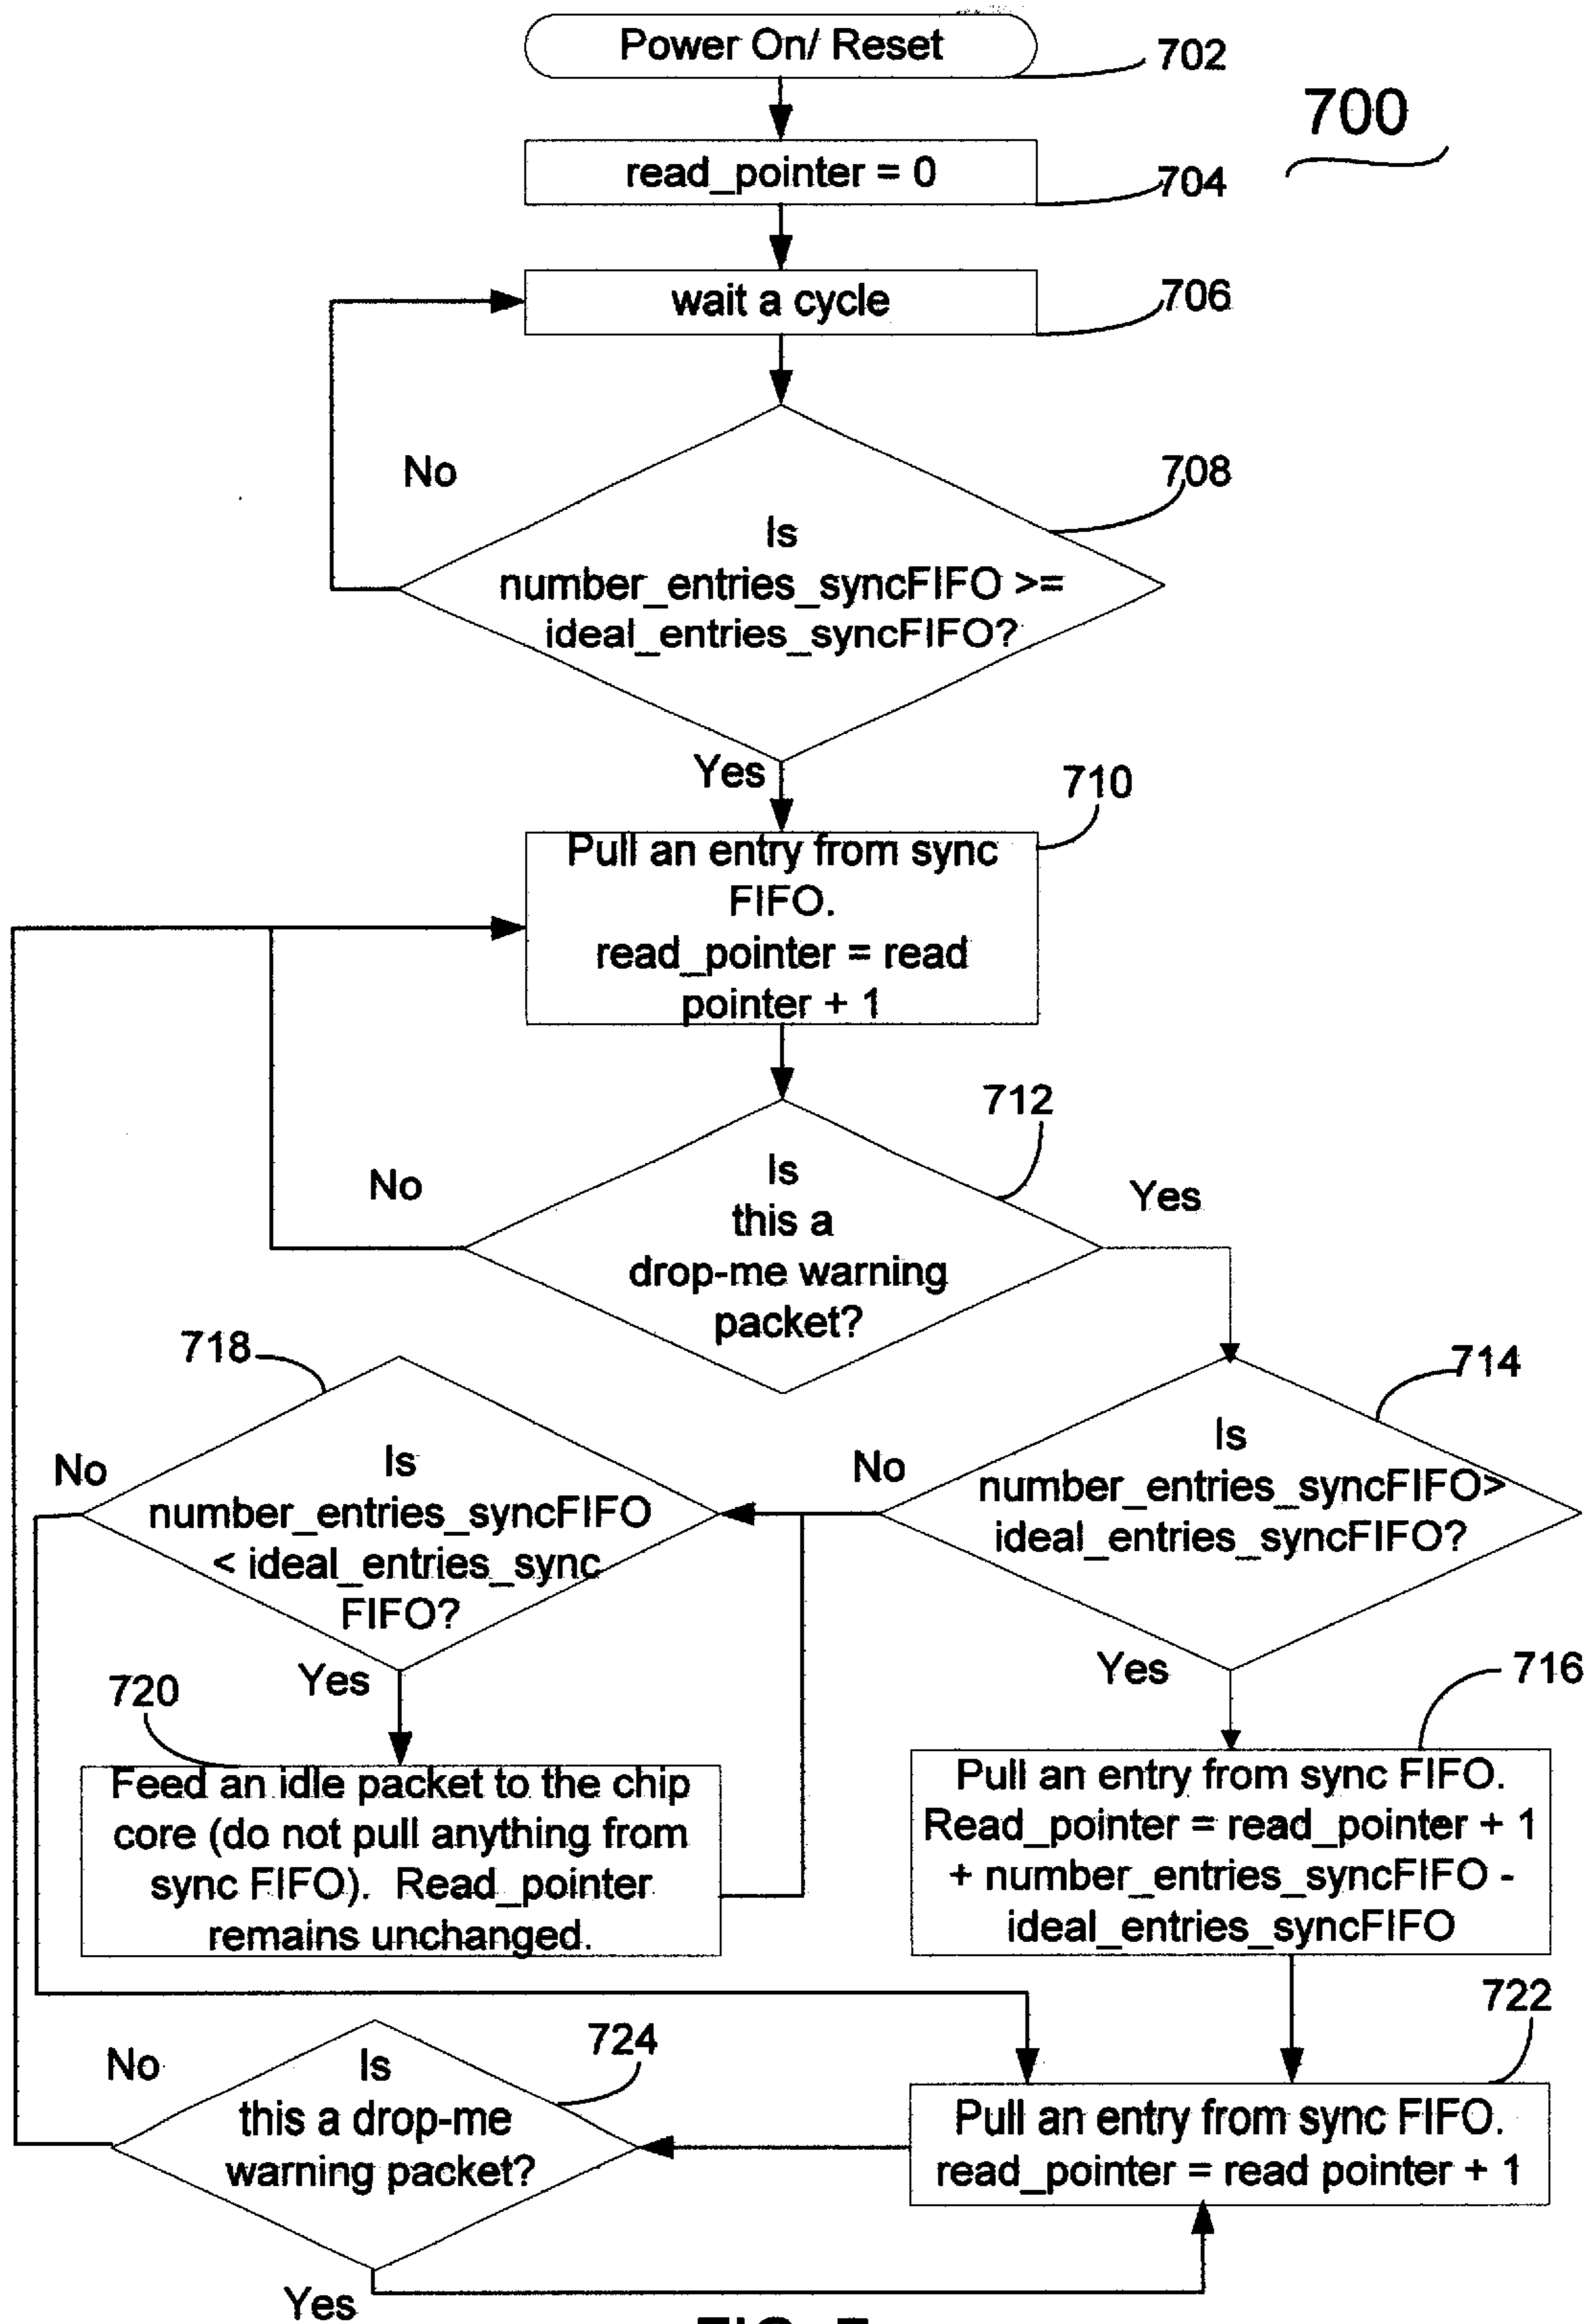 Power On/ Reset
702
700
read_pointer = 0
704
wait a cycle
706
No
708
Is
number_entries_syncFIFO >=
ideal_entries_syncFIFO?
Yes
710
Pull an entry from sync
FIFO.
read_pointer = read
pointer + 1
712
No
Is
this a
drop-me warning
packet?
Yes
718
714
No
Is
number_entries_syncFIFO
< ideal_entries_sync
FIFO?
No
Is
number_entries_syncFIFO>
ideal_entries_syncFIFO?
Yes
Yes
716
720
Feed an idle packet to the chip
core (do not pull anything from
sync FIFO). Read_pointer
remains unchanged.
Pull an entry from sync FIFO.
Read_pointer = read_pointer + 1
+ number_entries_syncFIFO -
ideal_entries_syncFIFO
722
724
No
Is
this a drop-me
warning packet?
Pull an entry from sync FIFO.
read_pointer = read pointer + 1
Yes